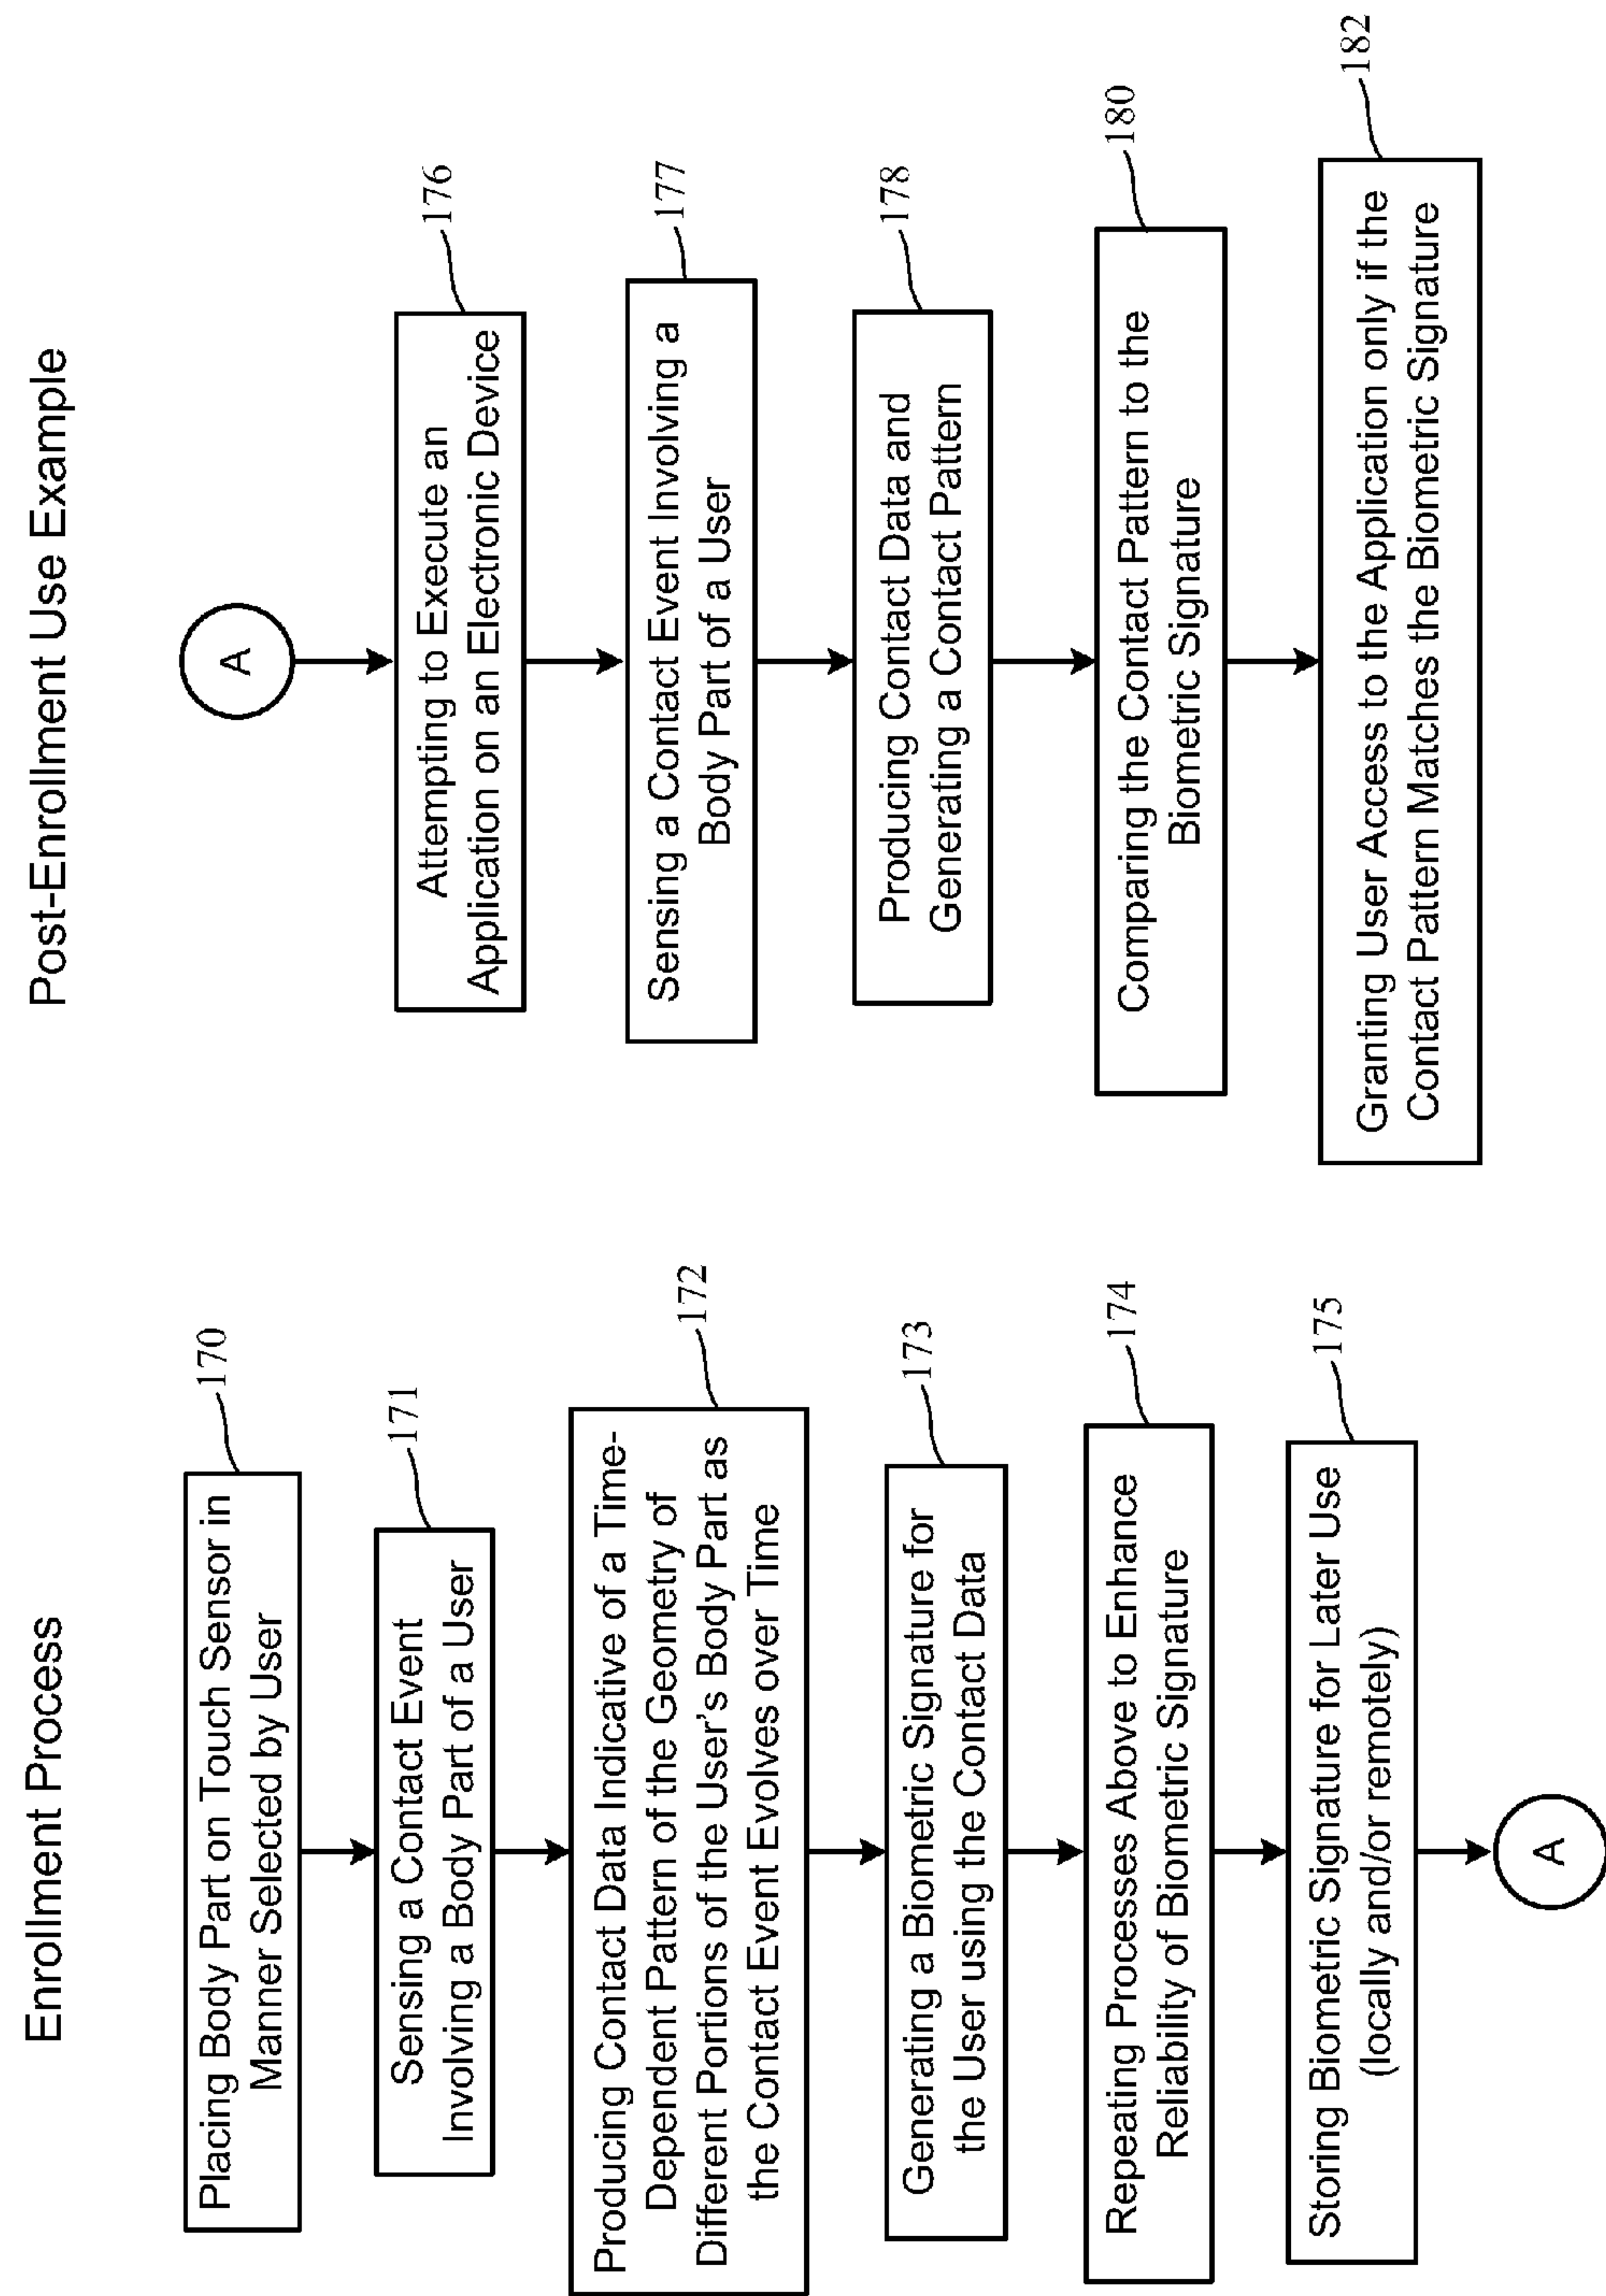 Enrollment Process
Placing Body Part on Touch Sensor in
Manner Selected by User
170
Sensing a Contact Event
Involving a Body Part of a User
171
Producing Contact Data Indicative of a Time-
Dependent Pattern of the Geometry of
Different Portions of the User's Body Part as
the Contact Event Evolves over Time
172
Generating a Biometric Signature for
the User using the Contact Data
173
Repeating Processes Above to Enhance
Reliability of Biometric Signature
174
Storing Biometric Signature for Later Use
(locally and/or remotely)
175
A
Post-Enrollment Use Example
A
Attempting to Execute an
Application on an Electronic Device
176
Sensing a Contact Event Involving a
Body Part of a User
177
Producing Contact Data and
Generating a Contact Pattern
178
Comparing the Contact Pattern to the
Biometric Signature
180
Granting User Access to the Application only if the
Contact Pattern Matches the Biometric Signature
182